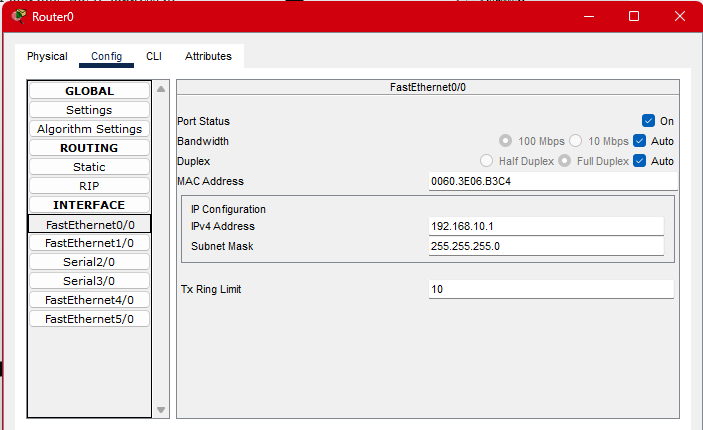 Router0
Physical Config CLI Attributes
GLOBAL
Settings
Algorithm Settings
ROUTING
Static
RIP
INTERFACE
FastEthernet0/0
FastEthernet1/0
Serial2/0
Serial3/0
FastEthernet4/0
FastEthernet5/0
FastEthernet0/0
Port Status On
Bandwidth 100 Mbps 10 Mbps Auto
Duplex Half Duplex Full Duplex Auto
MAC Address 0060.3E06.B3C4
IP Configuration
IPv4 Address 192.168.10.1
Subnet Mask 255.255.255.0
Tx Ring Limit 10